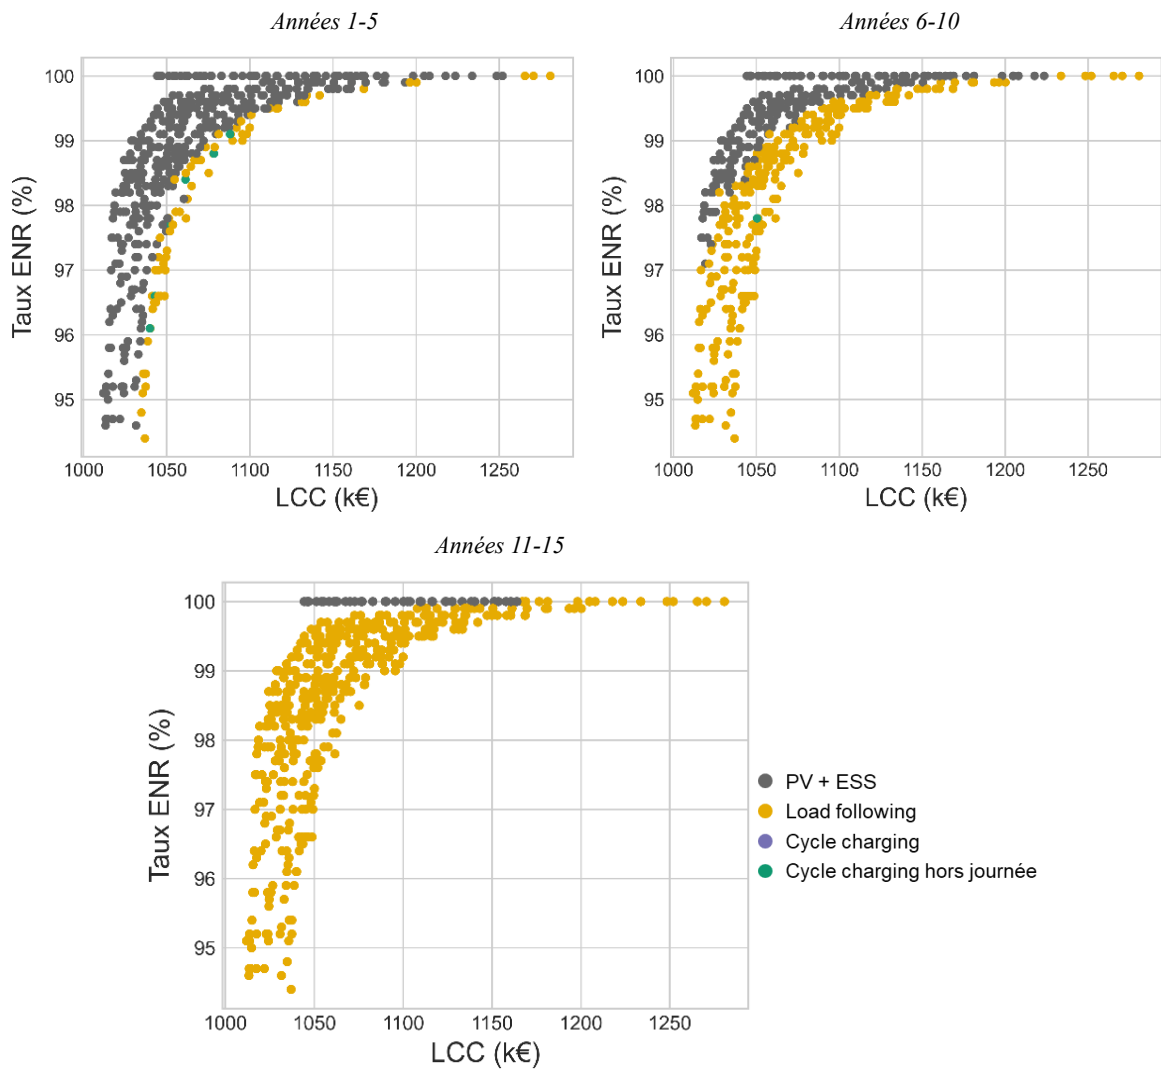 Années 1-5
Années 6-10
100
99
98
97
96
95
Taux ENR (%)
1000 1050 1100 1150 1200 1250
LCC (k€)
100
99
98
97
96
95
Taux ENR (%)
1000 1050 1100 1150 1200 1250
LCC (k€)
Années 11-15
100
99
98
97
96
95
Taux ENR (%)
1000 1050 1100 1150 1200 1250
LCC (k€)
PV + ESS
Load following
Cycle charging
Cycle charging hors journée